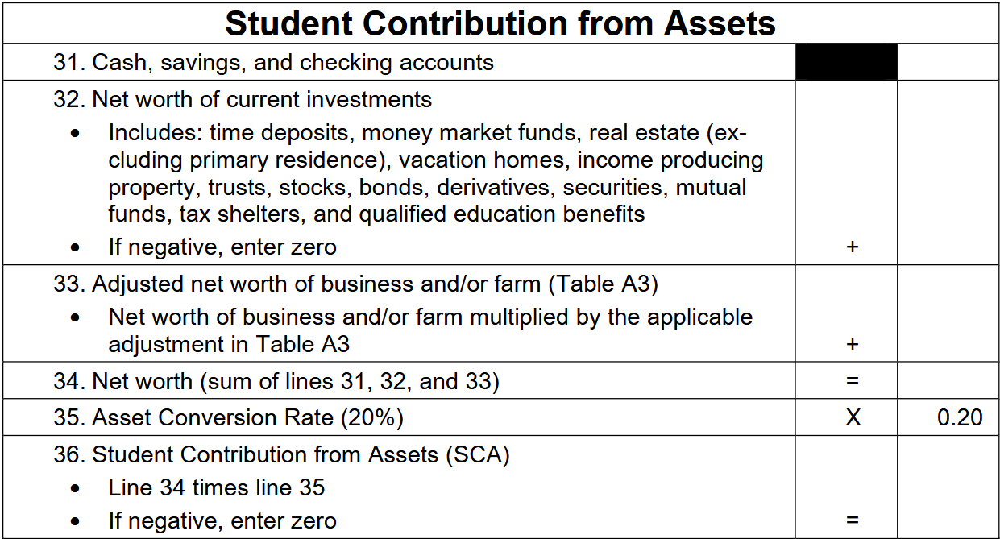 Student Contribution from Assets
31. Cash, savings, and checking accounts
32. Net worth of current investments
• Includes: time deposits, money market funds, real estate (ex-
cluding primary residence), vacation homes, income producing
property, trusts, stocks, bonds, derivatives, securities, mutual
funds, tax shelters, and qualified education benefits
• If negative, enter zero +
33. Adjusted net worth of business and/or farm (Table A3)
• Net worth of business and/or farm multiplied by the applicable
adjustment in Table A3 +
34. Net worth (sum of lines 31, 32, and 33) =
35. Asset Conversion Rate (20%) X 0.20
36. Student Contribution from Assets (SCA)
• Line 34 times line 35
• If negative, enter zero =